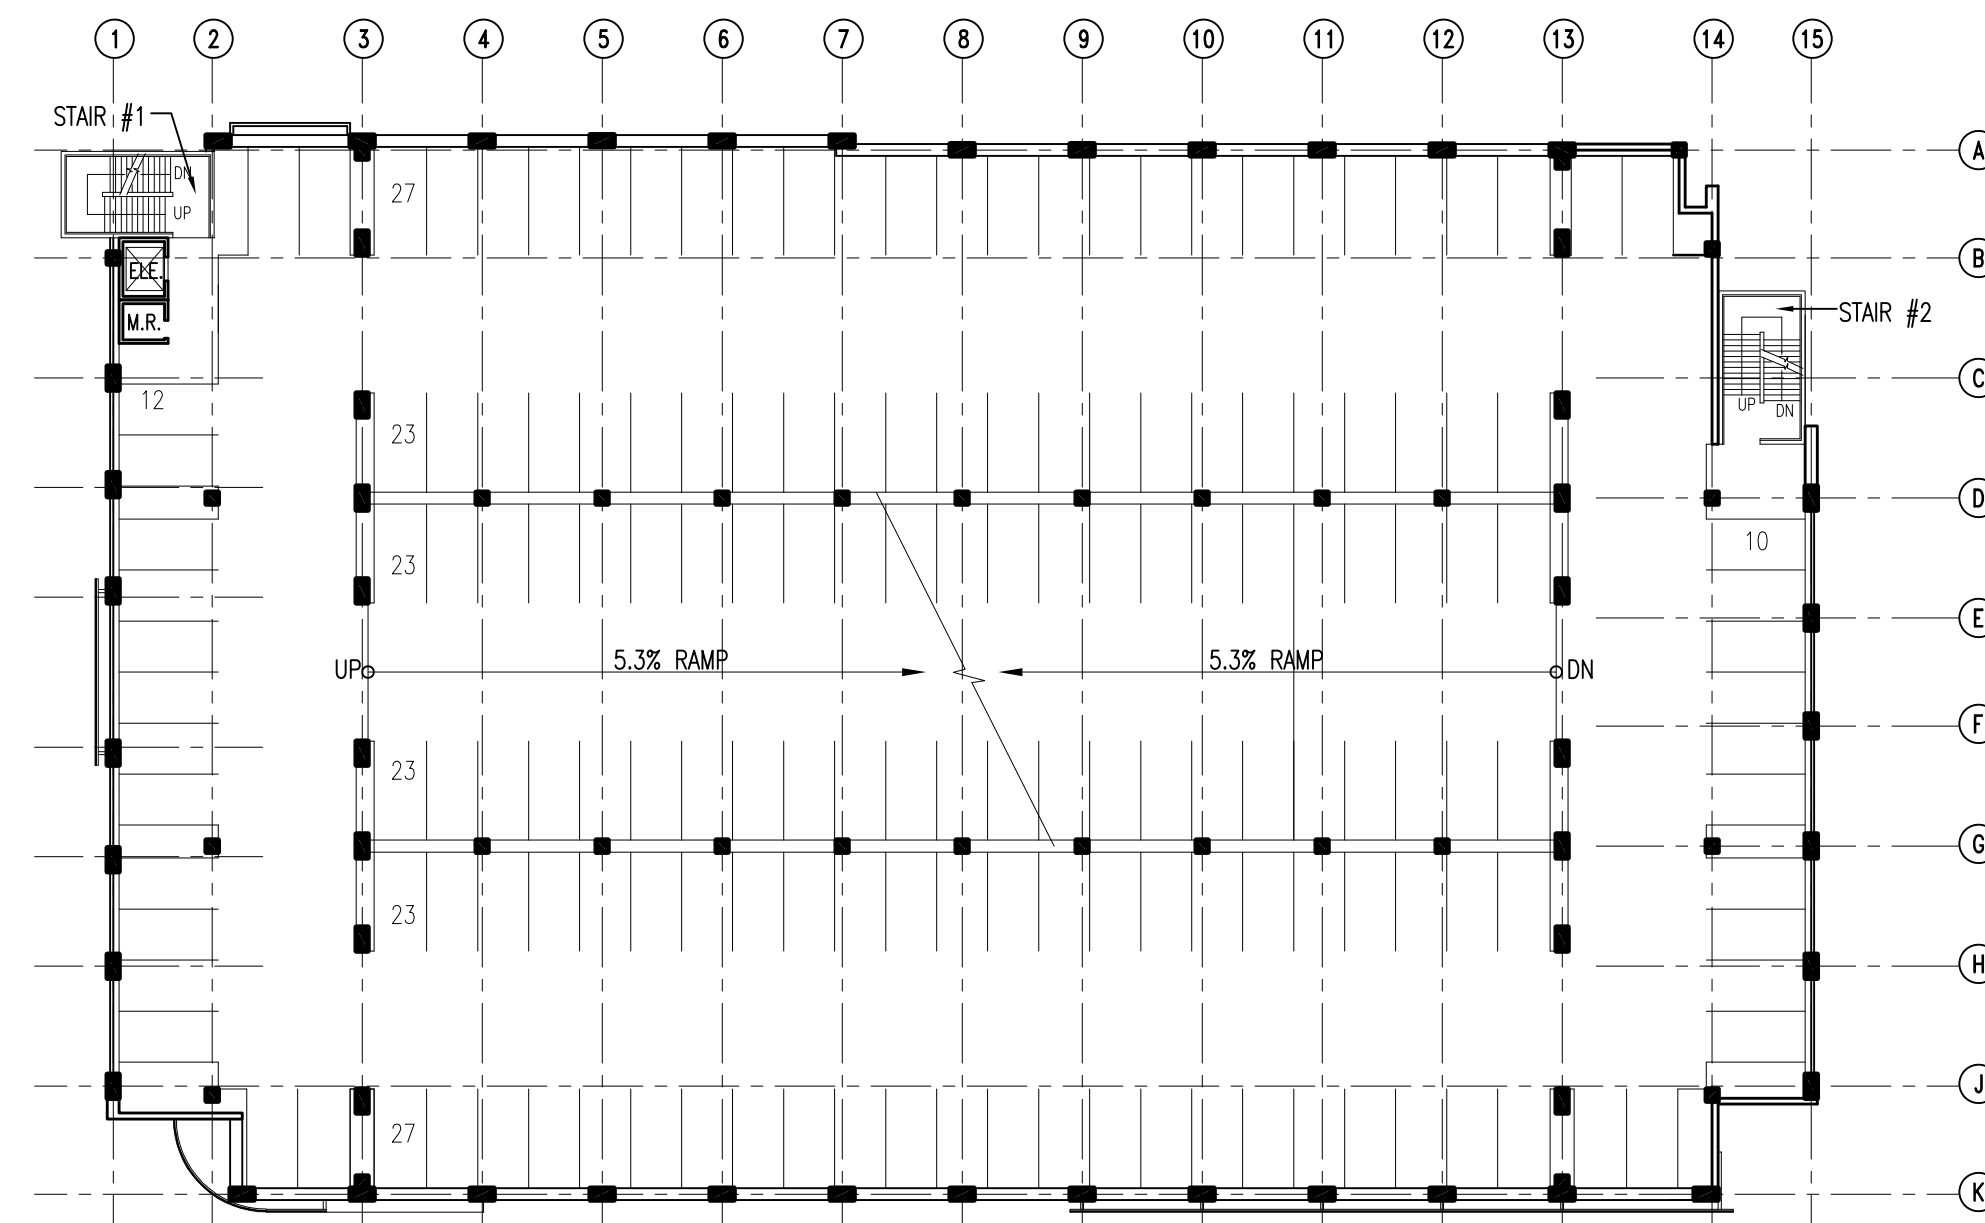 1 2 3 4 5 6 7 8 9 10 11 12 13 14 15
STAIR #1
A
DN
27
UP
B
ELE.
STAIR #2
M.R.
C
12
UP
DN
23
D
10
23
E
5.3% RAMP
5.3% RAMP
UP
DN
F
23
G
23
H
J
27
K